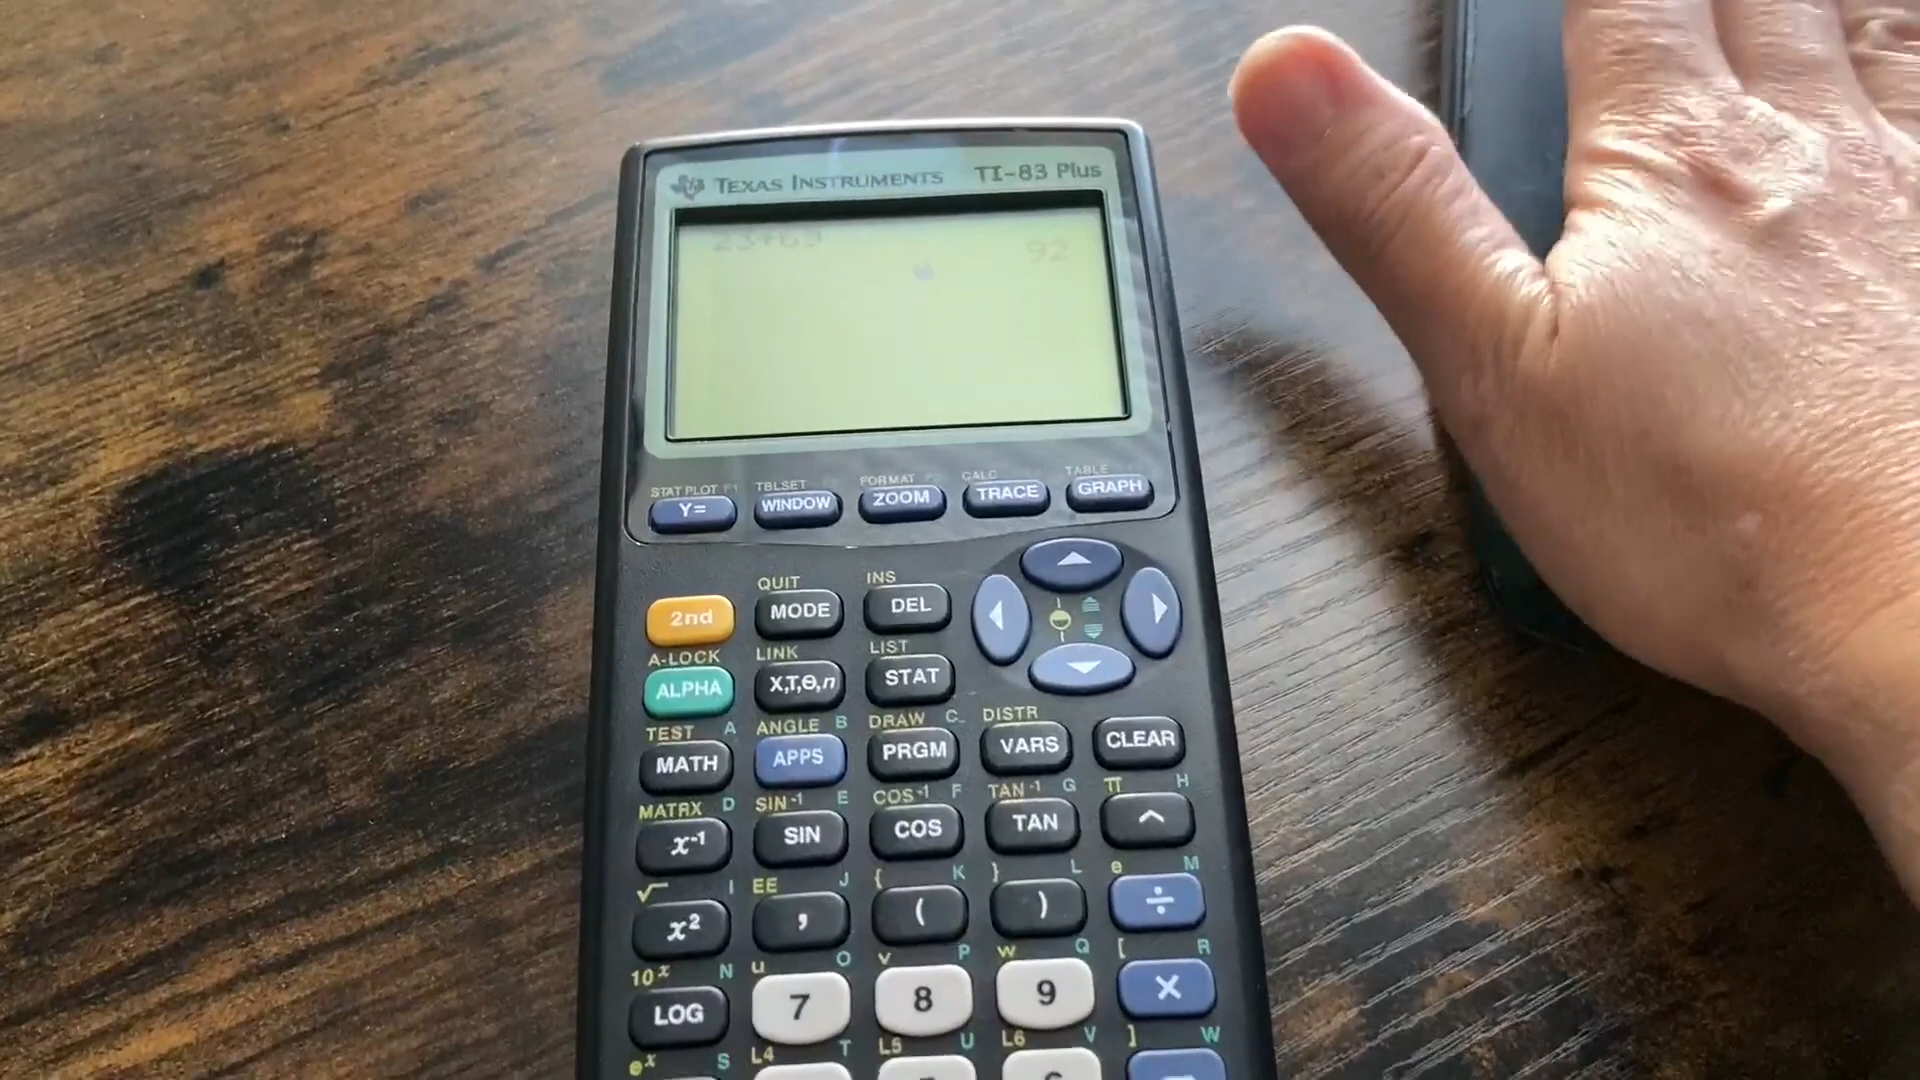 TEXAS INSTRUMENTS TI-83 Plus
23+69
92
STAT PLOT F1 TBLSET FORMAT CALC TABLE
Y= WINDOW ZOOM TRACE GRAPH
QUIT INS
2nd MODE DEL
A-LOCK LINK LIST
ALPHA X,T,Θ,n STAT
TEST A ANGLE B DRAW C DISTR
MATH APPS PRGM VARS CLEAR
MATRX D SIN⁻¹ E COS⁻¹ F TAN⁻¹ G π H
x⁻¹ SIN COS TAN ^
√ I EE J { K } L e M
x² , ( ) ÷
10ˣ N u O v P w Q [ R
LOG 7 8 9 ×
eˣ S L4 T L5 U L6 V ] W